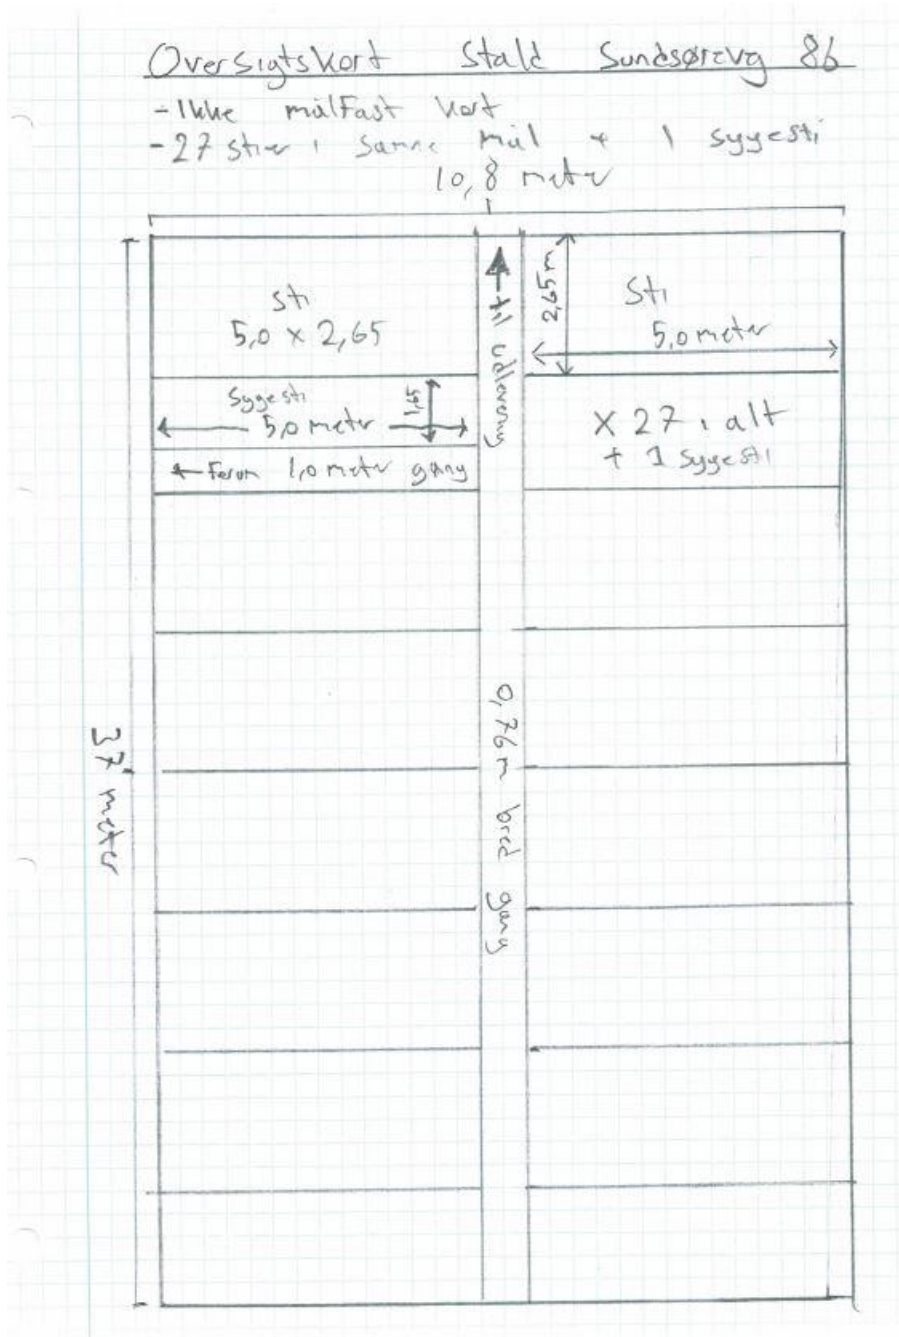 Oversigtskort Stald Sundsørevej 86
- Ikke målfast kort
- 27 stier i samme mål + 1 sygesti
10,8 meter
Sti
5,0 x 2,65
til udlevering
2,65m
Sti
5,0 meter
Sygesti
5,0 meter
1,65
x 27 i alt
+ 1 sygesti
1,0 meter gang
37 meter
0,76m bred gang